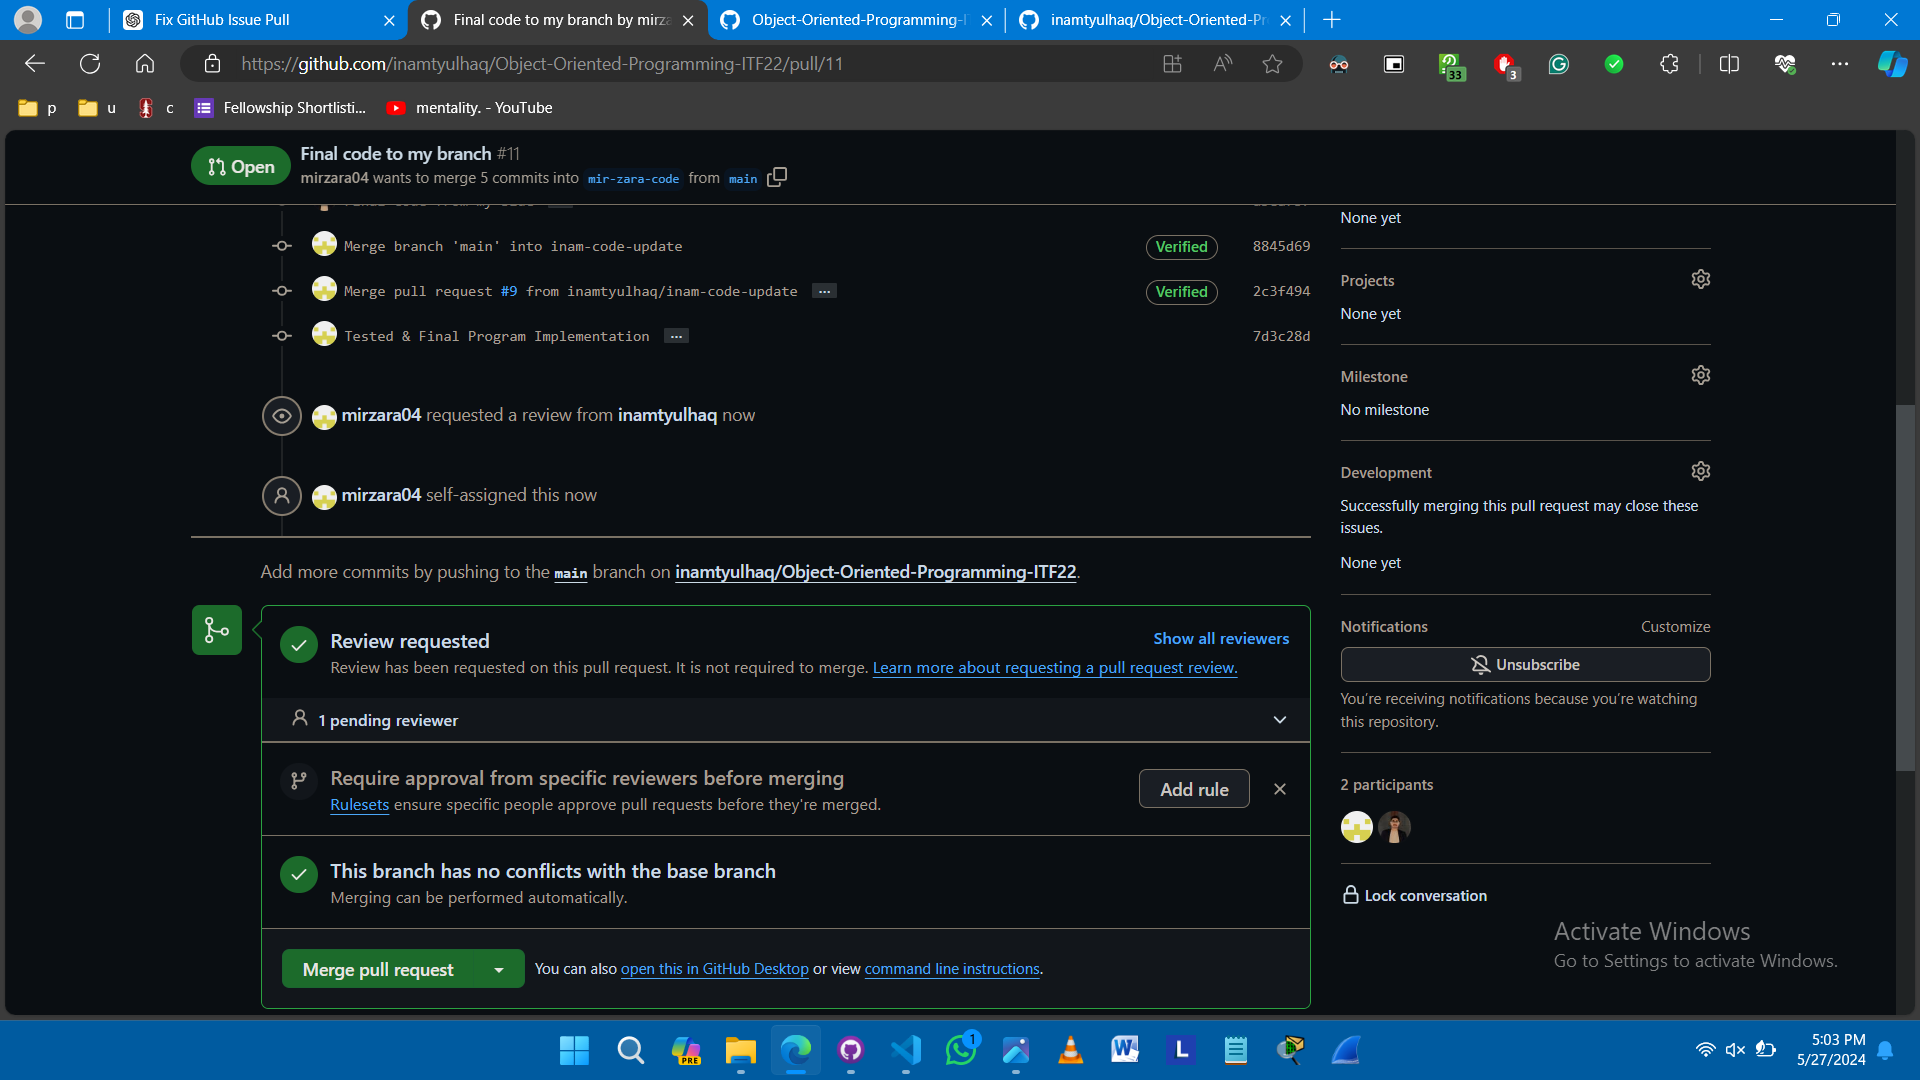 Fix GitHub Issue Pull
Final code to my branch by mirza
Object-Oriented-Programming-IT
inamtyulhaq/Object-Oriented-Pr
https://github.com/inamtyulhaq/Object-Oriented-Programming-ITF22/pull/11
33
3
p
u
c
Fellowship Shortlisti...
mentality. - YouTube
Open
Final code to my branch #11
mirzara04 wants to merge 5 commits into mir-zara-code from main
Merge branch 'main' into inam-code-update
Verified
8845d69
Merge pull request #9 from inamtyulhaq/inam-code-update
...
Verified
2c3f494
Tested & Final Program Implementation
...
7d3c28d
mirzara04 requested a review from inamtyulhaq now
mirzara04 self-assigned this now
Add more commits by pushing to the main branch on inamtyulhaq/Object-Oriented-Programming-ITF22.
Review requested
Show all reviewers
Review has been requested on this pull request. It is not required to merge. Learn more about requesting a pull request review.
1 pending reviewer
Require approval from specific reviewers before merging
Rulesets ensure specific people approve pull requests before they're merged.
Add rule
This branch has no conflicts with the base branch
Merging can be performed automatically.
Merge pull request
You can also open this in GitHub Desktop or view command line instructions.
None yet
Projects
None yet
Milestone
No milestone
Development
Successfully merging this pull request may close these
issues.
None yet
Notifications
Customize
Unsubscribe
You're receiving notifications because you're watching
this repository.
2 participants
Lock conversation
Activate Windows
Go to Settings to activate Windows.
PRE
1
W
L
5:03 PM
5/27/2024